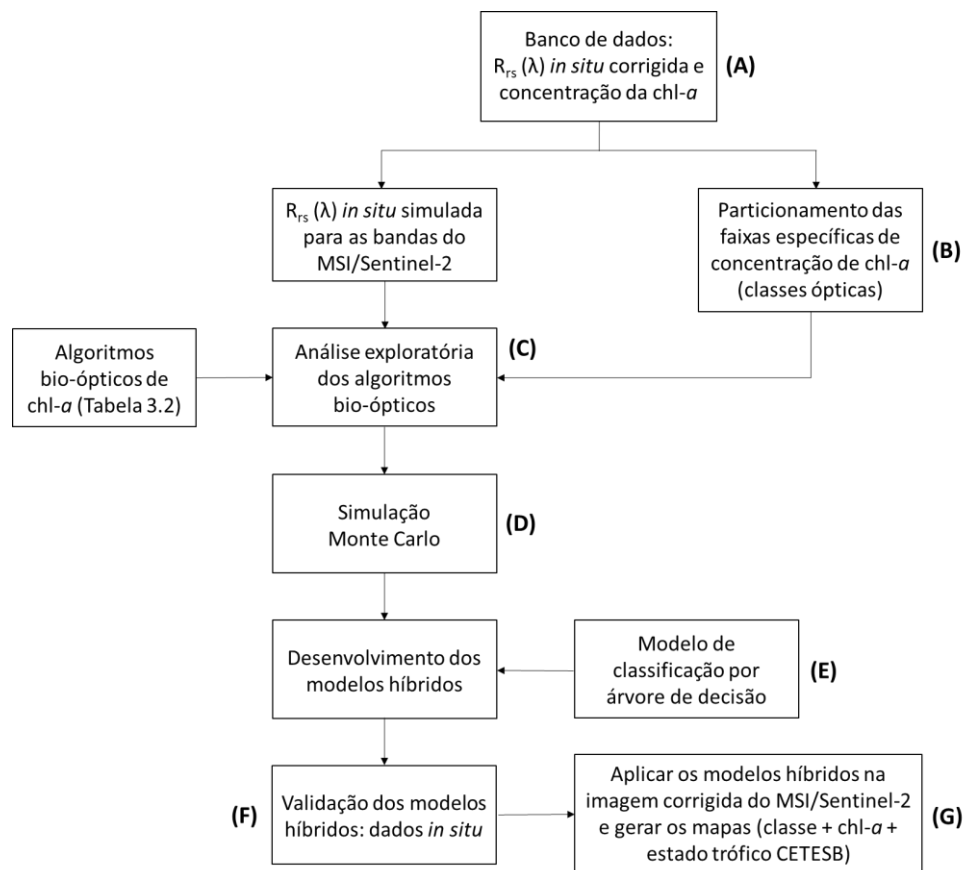 Banco de dados:
Rrs (λ) in situ corrigida e
concentração da chl-a
(A)
Rrs (λ) in situ simulada
para as bandas do
MSI/Sentinel-2
Particionamento das
faixas específicas de
concentração de chl-a
(classes ópticas)
(B)
Algoritmos
bio-ópticos de
chl-a (Tabela 3.2)
Análise exploratória
dos algoritmos
bio-ópticos
(C)
Simulação
Monte Carlo
(D)
Desenvolvimento dos
modelos híbridos
Modelo de
classificação por
árvore de decisão
(E)
(F)
Validação dos modelos
híbridos: dados in situ
Aplicar os modelos híbridos na
imagem corrigida do MSI/Sentinel-2
e gerar os mapas (classe + chl-a +
estado trófico CETESB)
(G)